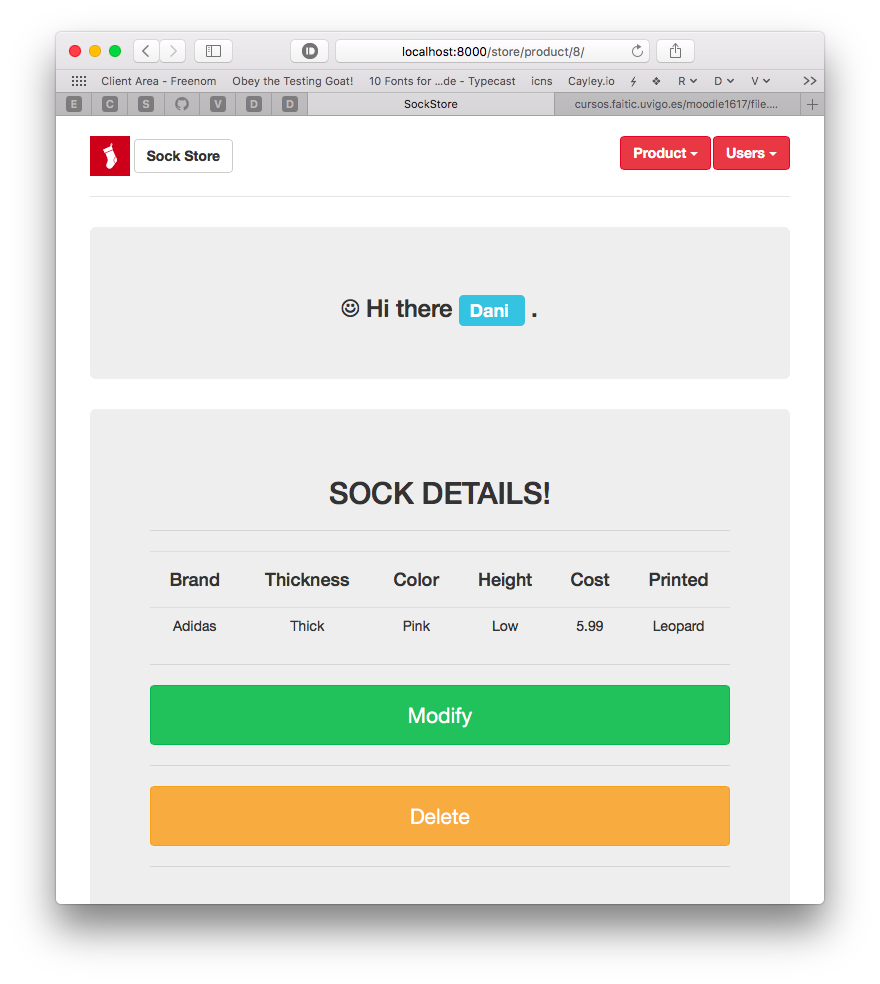 localhost:8000/store/product/8/
Client Area - Freenom Obey the Testing Goat! 10 Fonts for ...de - Typecast icns Cayley.io R D V >>
E C S V D D SockStore cursos.faitic.uvigo.es/moodle1617/file.... +
Sock Store Product Users
Hi there Dani .
SOCK DETAILS!
Brand Thickness Color Height Cost Printed
Adidas Thick Pink Low 5.99 Leopard
Modify
Delete